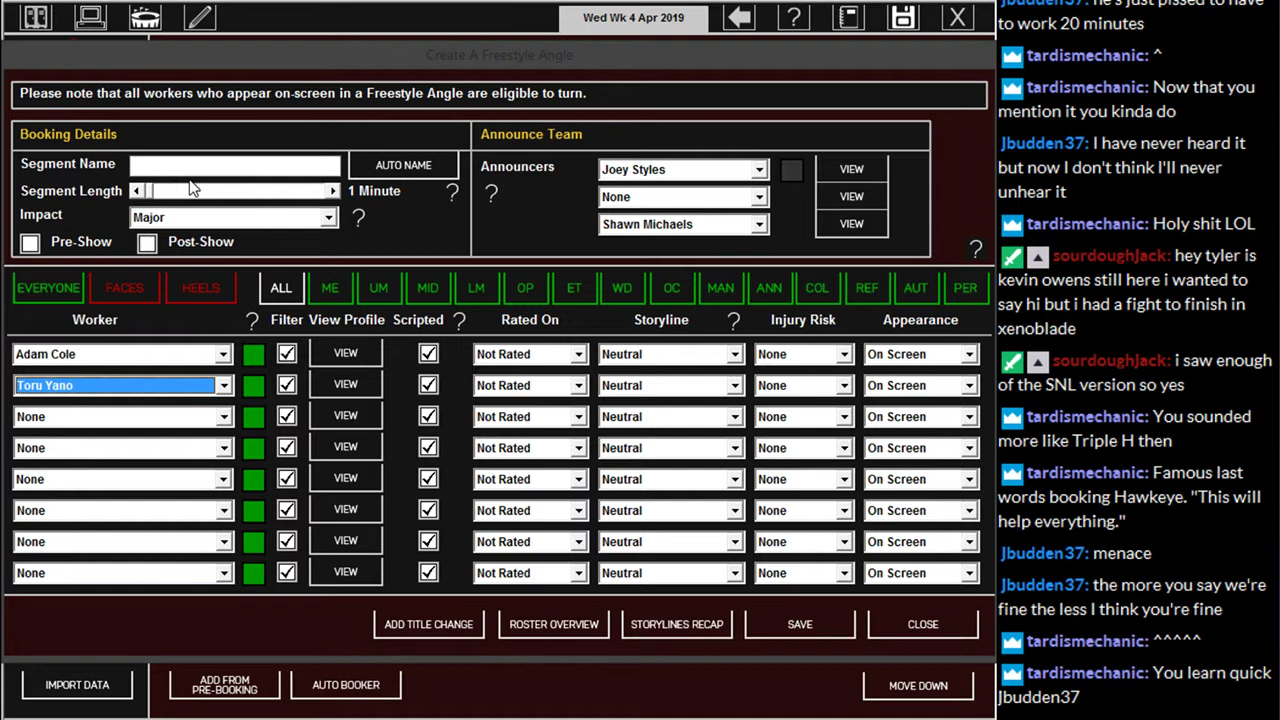 Wed Wk 4 Apr 2019
?
X
Create A Freestyle Angle
Please note that all workers who appear on-screen in a Freestyle Angle are eligible to turn.
Booking Details
Segment Name
AUTO NAME
Segment Length
1 Minute
?
Impact
Major
?
Pre-Show
Post-Show
Announce Team
Announcers
?
Joey Styles
VIEW
None
VIEW
Shawn Michaels
VIEW
?
EVERYONE FACES HEELS ALL ME UM MID LM OP ET WD OC MAN ANN COL REF AUT PER
Worker ? Filter View Profile Scripted ? Rated On Storyline ? Injury Risk Appearance
Adam Cole VIEW Not Rated Neutral None On Screen
Toru Yano VIEW Not Rated Neutral None On Screen
None VIEW Not Rated Neutral None On Screen
None VIEW Not Rated Neutral None On Screen
None VIEW Not Rated Neutral None On Screen
None VIEW Not Rated Neutral None On Screen
None VIEW Not Rated Neutral None On Screen
None VIEW Not Rated Neutral None On Screen
ADD TITLE CHANGE ROSTER OVERVIEW STORYLINES RECAP SAVE CLOSE
IMPORT DATA
ADD FROM
PRE-BOOKING
AUTO BOOKER
MOVE DOWN
Jbudden37: he's just pissed to have
to work 20 minutes
tardismechanic: ^
tardismechanic: Now that you
mention it you kinda do
Jbudden37: I have never heard it
but now I don't think I'll never
unhear it
tardismechanic: Holy shit LOL
sourdoughJack: hey tyler is
kevin owens still here i wanted to
say hi but i had a fight to finish in
xenoblade
sourdoughJack: i saw enough
of the SNL version so yes
tardismechanic: You sounded
more like Triple H then
tardismechanic: Famous last
words booking Hawkeye. "This will
help everything."
Jbudden37: menace
Jbudden37: the more you say we're
fine the less I think you're fine
tardismechanic: ^^^^^
tardismechanic: You learn quick
Jbudden37